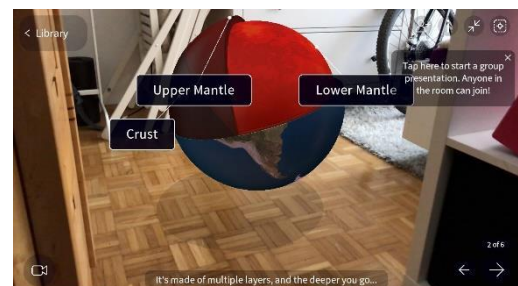 < Library
Tap here to start a group
presentation. Anyone in
the room can join!
Upper Mantle
Lower Mantle
Crust
2 of 6
It's made of multiple layers, and the deeper you go...